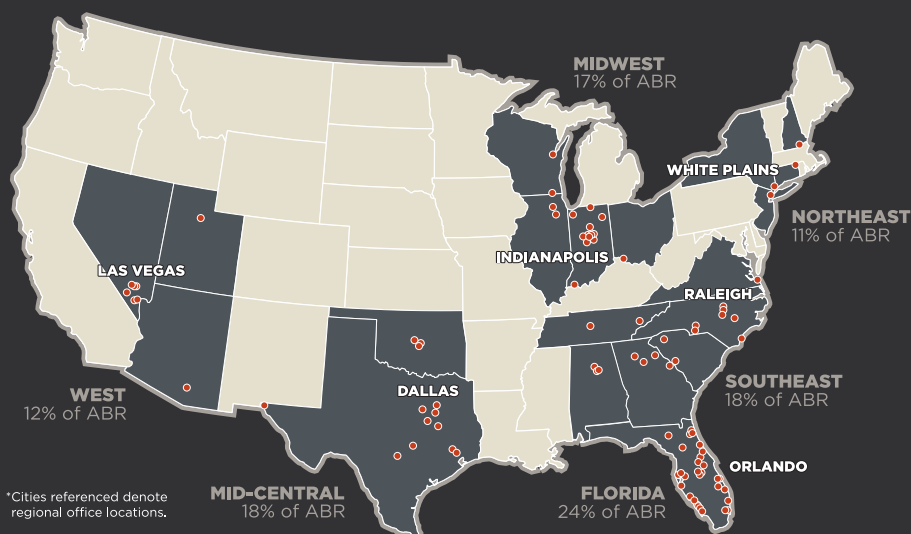 MIDWEST
17% of ABR
WHITE PLAINS
NORTHEAST
11% of ABR
INDIANAPOLIS
LAS VEGAS
RALEIGH
WEST
12% of ABR
DALLAS
SOUTHEAST
18% of ABR
ORLANDO
MID-CENTRAL
18% of ABR
FLORIDA
24% of ABR
*Cities referenced denote
regional office locations.